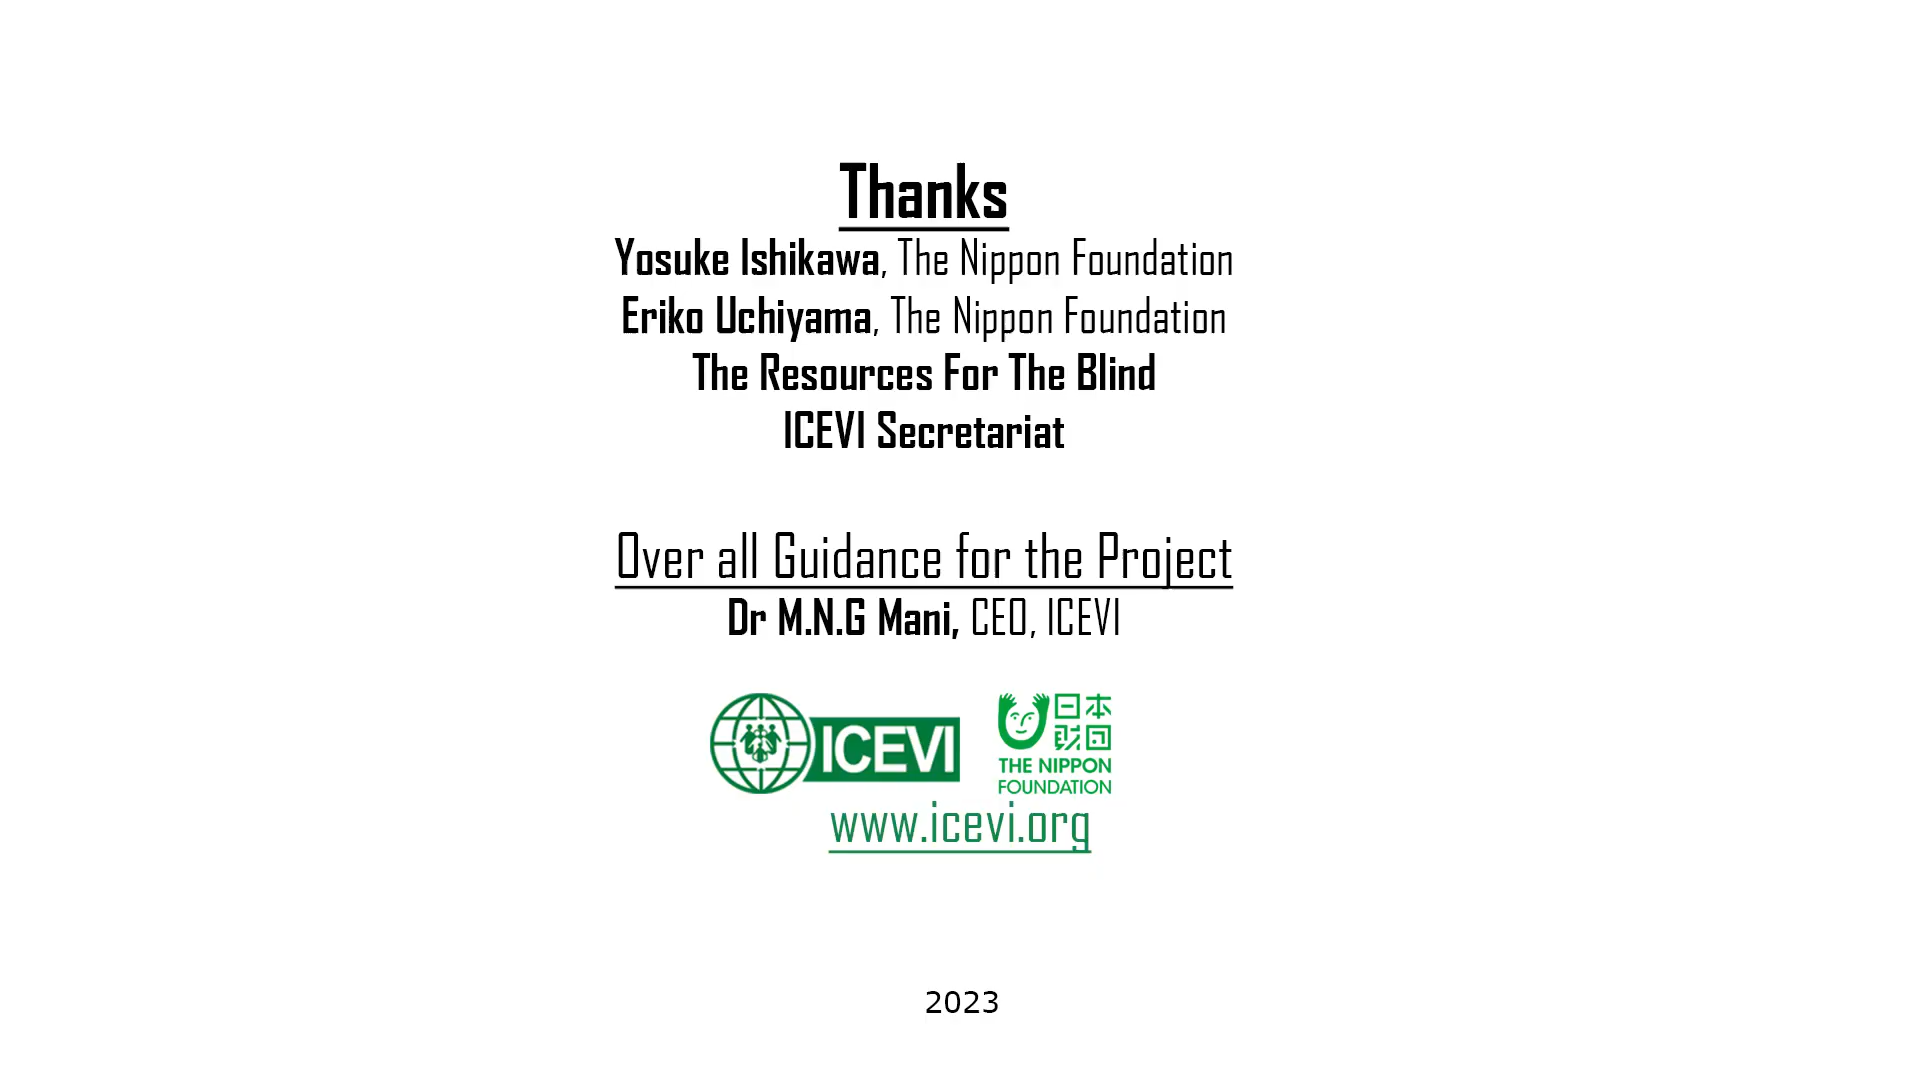 Thanks
Yosuke Ishikawa, The Nippon Foundation
Eriko Uchiyama, The Nippon Foundation
The Resources For The Blind
ICEVI Secretariat
Over all Guidance for the Project
Dr M.N.G Mani, CEO, ICEVI
ICEVI
日本
財団
THE NIPPON
FOUNDATION
www.icevi.org
2023